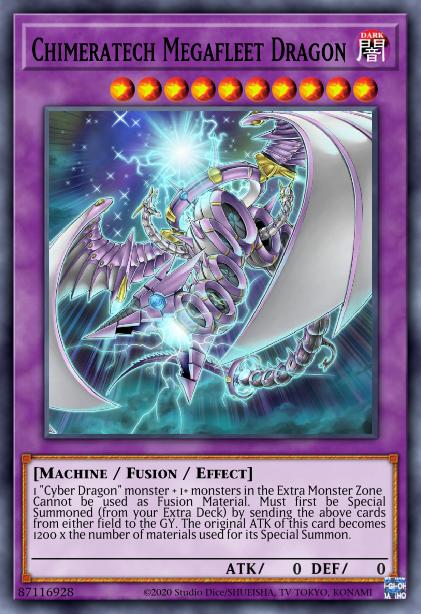 CHIMERATECH MEGAFLEET DRAGON
DARK
闇
[MACHINE / FUSION / EFFECT]
1 "Cyber Dragon" monster + 1+ monsters in the Extra Monster Zone
Cannot be used as Fusion Material. Must first be Special
Summoned (from your Extra Deck) by sending the above cards
from either field to the GY. The original ATK of this card becomes
1200 x the number of materials used for its Special Summon.
ATK/ 0 DEF/ 0
87116928
©2020 Studio Dice/SHUEISHA, TV TOKYO, KONAMI